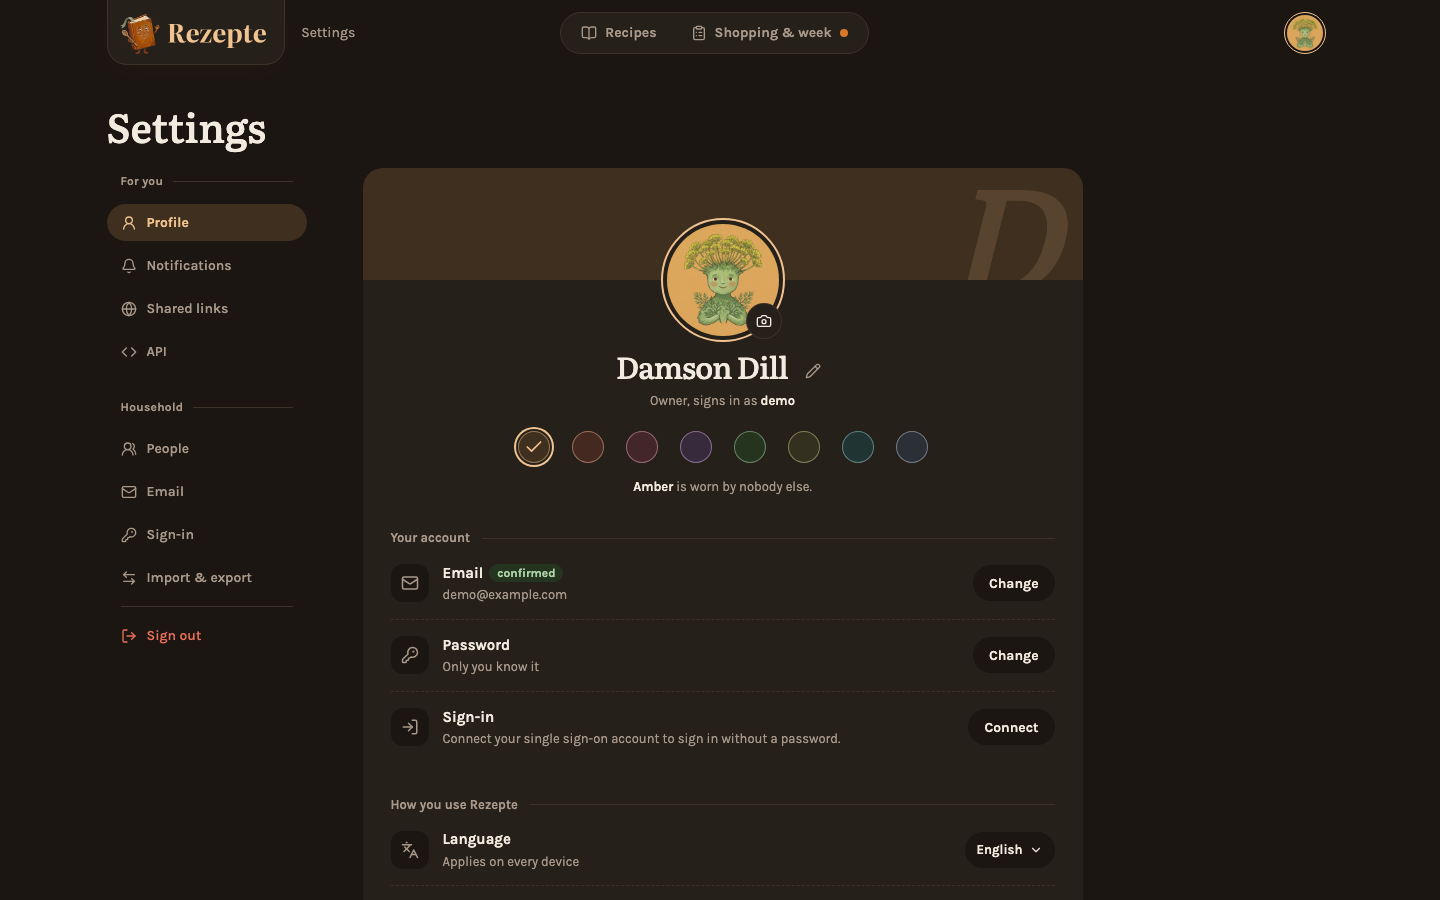 Rezepte
Settings
Recipes
Shopping & week
Settings
For you
Profile
Notifications
Shared links
API
Household
People
Email
Sign-in
Import & export
Sign out
D
Damson Dill
Owner, signs in as demo
Amber is worn by nobody else.
Your account
Email confirmed
demo@example.com
Change
Password
Only you know it
Change
Sign-in
Connect your single sign-on account to sign in without a password.
Connect
How you use Rezepte
Language
Applies on every device
English